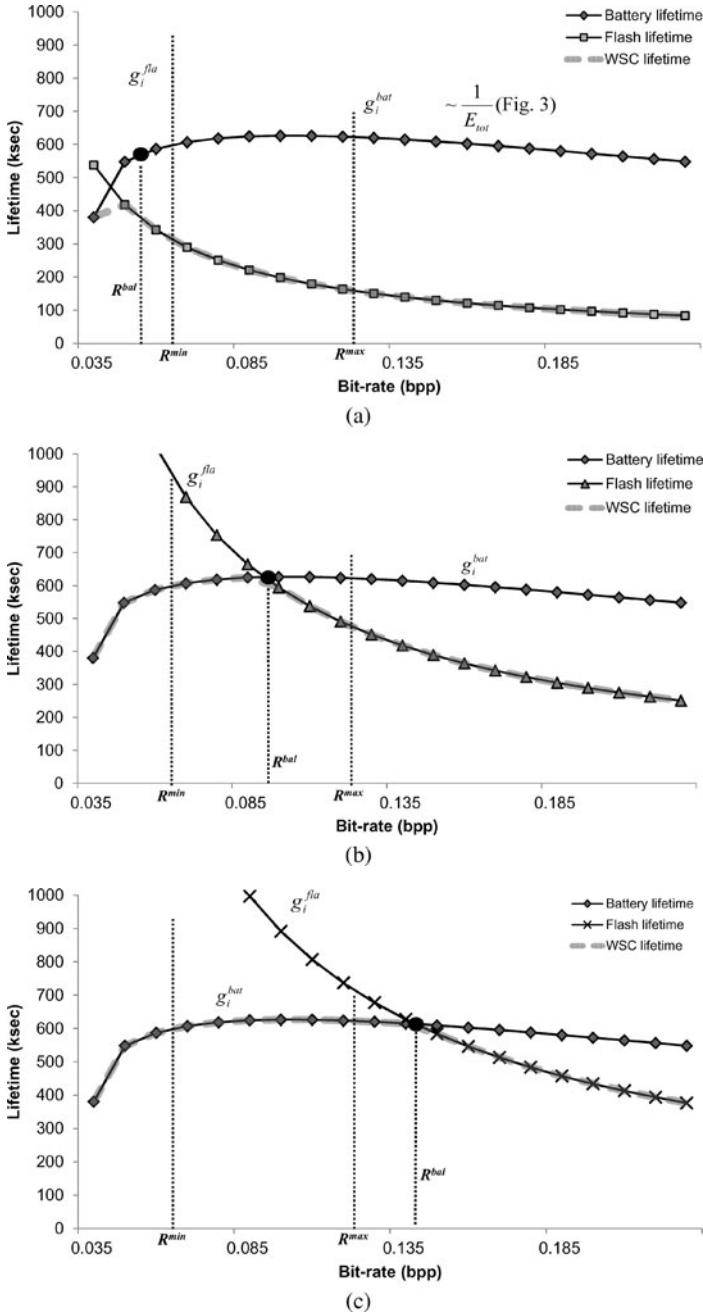 1000
900
800
700
600
500
400
300
200
100
0
Lifetime (ksec)
Battery lifetime
Flash lifetime
WSC lifetime
g_i^{fla}
g_i^{bat}
~ 1/E_{tot} (Fig. 3)
R^{bal}
R^{min}
R^{max}
0.035 0.085 0.135 0.185
Bit-rate (bpp)
(a)
1000
900
800
700
600
500
400
300
200
100
0
Lifetime (ksec)
Battery lifetime
Flash lifetime
WSC lifetime
g_i^{fla}
g_i^{bat}
R^{bal}
R^{min}
R^{max}
0.035 0.085 0.135 0.185
Bit-rate (bpp)
(b)
1000
900
800
700
600
500
400
300
200
100
0
Lifetime (ksec)
Battery lifetime
Flash lifetime
WSC lifetime
g_i^{fla}
g_i^{bat}
R^{bal}
R^{min}
R^{max}
0.035 0.085 0.135 0.185
Bit-rate (bpp)
(c)